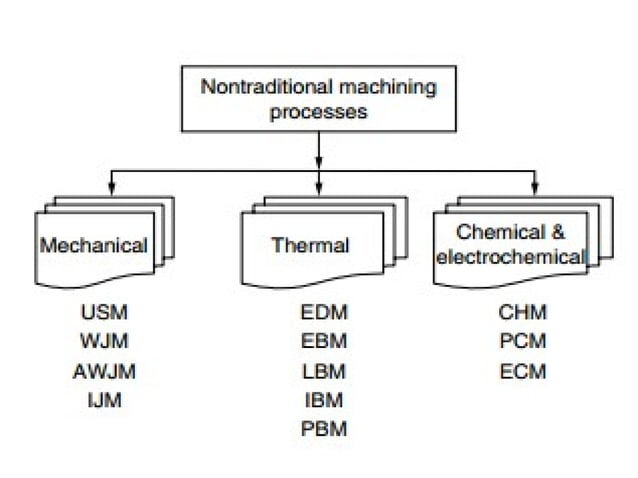 Nontraditional machining
processes
Mechanical
Thermal
Chemical &
electrochemical
USM
WJM
AWJM
IJM
EDM
EBM
LBM
IBM
PBM
CHM
PCM
ECM